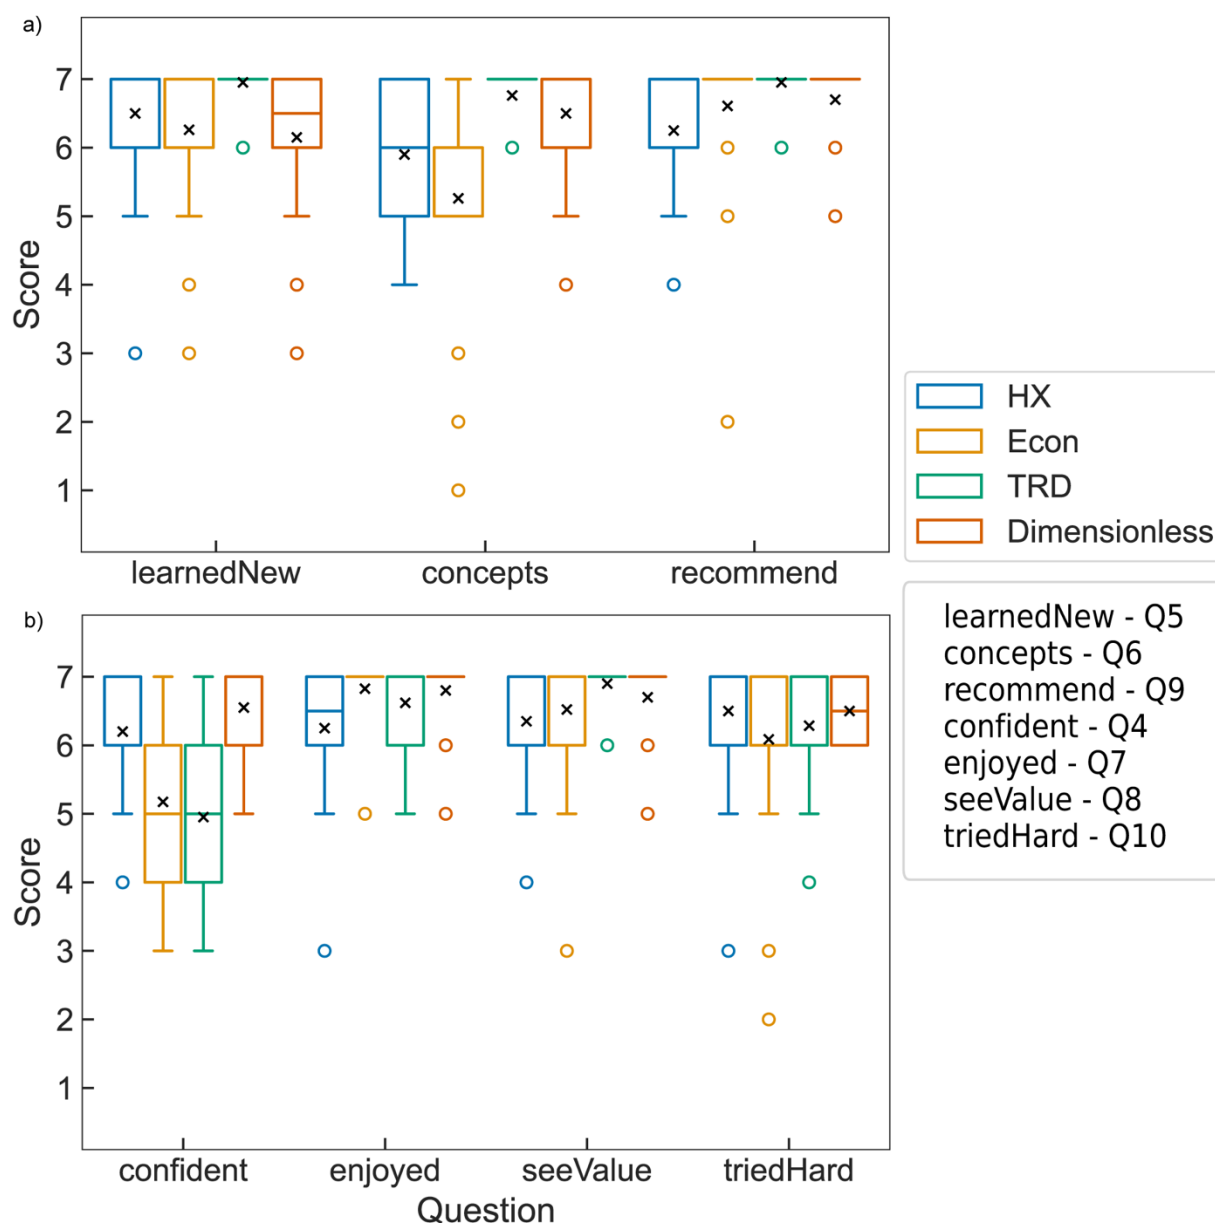 a)
Score
7
6
5
4
3
2
1
learnedNew concepts recommend
HX
Econ
TRD
Dimensionless
learnedNew - Q5
concepts - Q6
recommend - Q9
confident - Q4
enjoyed - Q7
seeValue - Q8
triedHard - Q10
b)
Score
7
6
5
4
3
2
1
confident enjoyed seeValue triedHard
Question